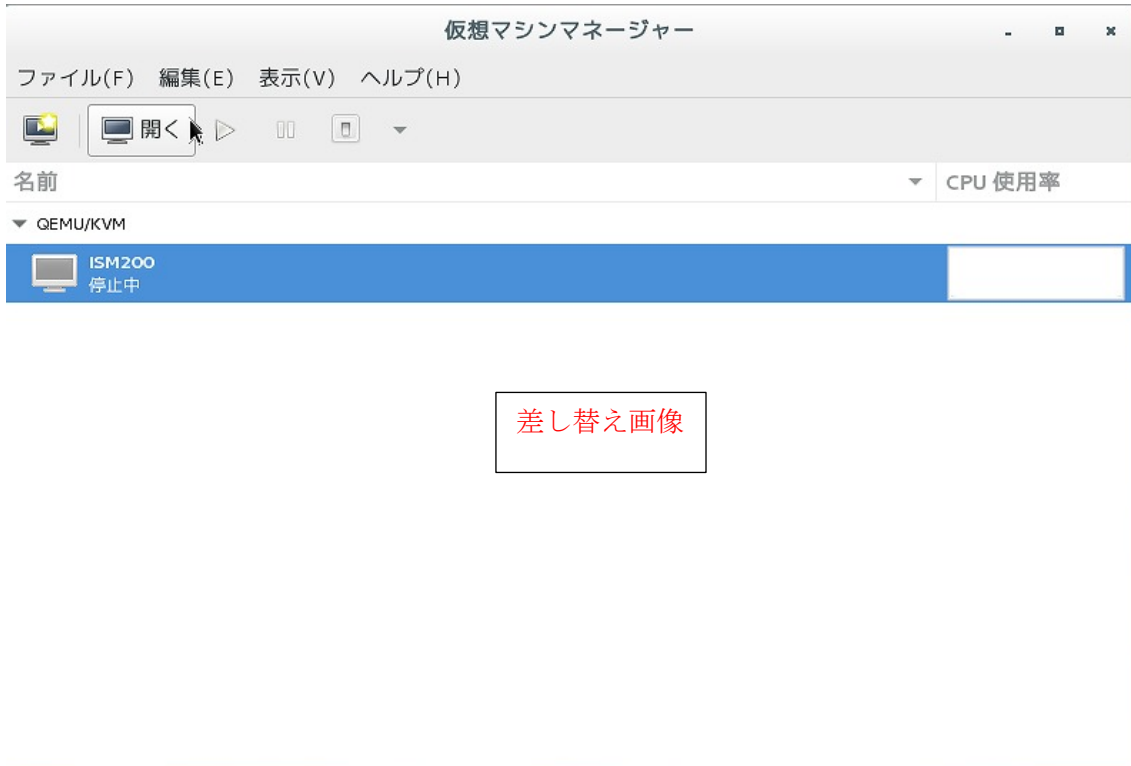 仮想マシンマネージャー
ファイル(F) 編集(E) 表示(V) ヘルプ(H)
開く
名前 CPU 使用率
QEMU/KVM
ISM200
停止中
差し替え画像